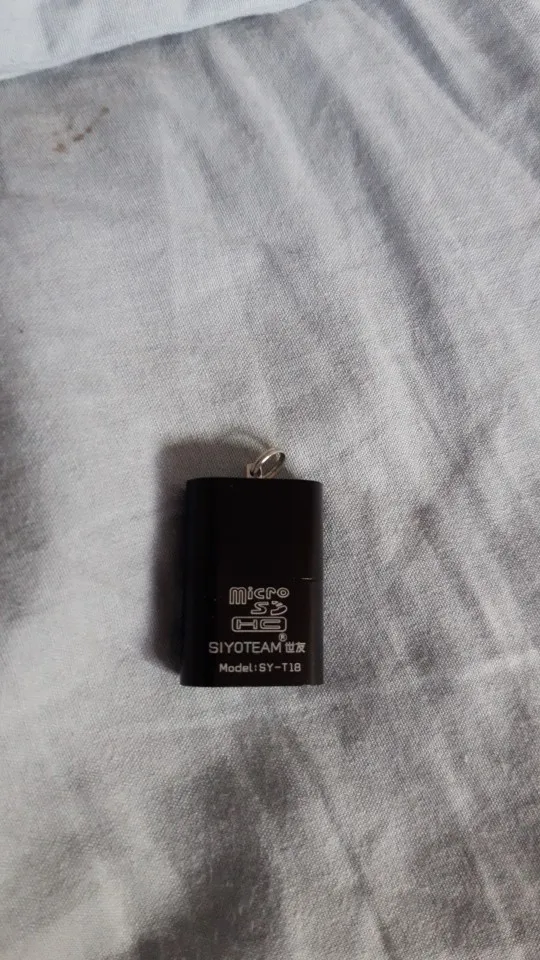 Micro
SD
HC
SIYOTEAM®世友
Model:SY-T18